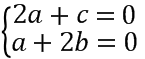 2a + c = 0
a + 2b = 0